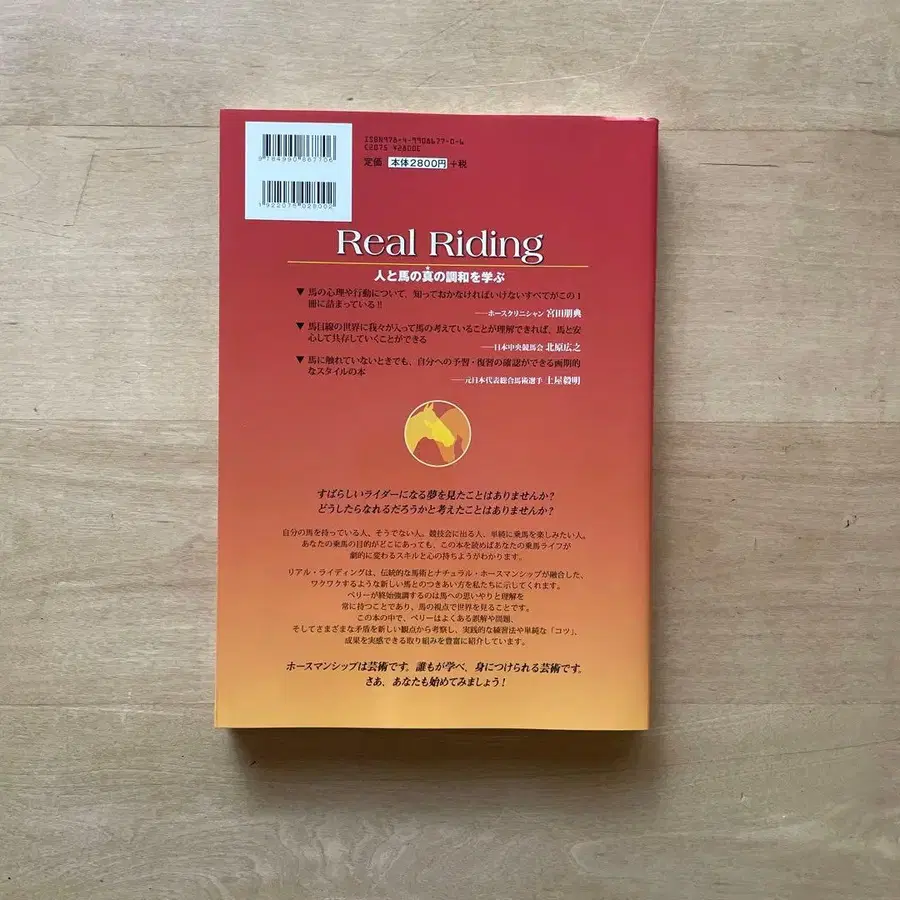 ISBN978-4-9908677-0-6
C2075 ¥2800E
定価 本体2800円 +税
9784990867706
1922075028002
Real Riding
人と馬の真の調和を学ぶ
▼ 馬の心理や行動について、知っておかなければいけないすべてがこの1
冊に詰まっている!!
──ホースクリニシャン 宮田朋典
▼ 馬目線の世界に我々が入って馬の考えていることが理解できれば、馬と安
心して共存していくことができる
──日本中央競馬会 北原広之
▼ 馬に触れていないときでも、自分への予習・復習の確認ができる画期的
なスタイルの本
──元日本代表総合馬術選手 土屋毅明
すばらしいライダーになる夢を見たことはありませんか?
どうしたらなれるだろうかと考えたことはありませんか?
自分の馬を持っている人、そうでない人。競技会に出る人、単純に乗馬を楽しみたい人。
あなたの乗馬の目的がどこにあっても、この本を読めばあなたの乗馬ライフが
劇的に変わるスキルと心の持ちようがわかります。
リアル・ライディングは、伝統的な馬術とナチュラル・ホースマンシップが融合した、
ワクワクするような新しい馬とのつきあい方を私たちに示してくれます。
ペリーが終始強調するのは馬への思いやりと理解を
常に持つことであり、馬の視点で世界を見ることです。
この本の中で、ペリーはよくある誤解や問題、
そしてさまざまな矛盾を新しい観点から考察し、実践的な練習法や単純な「コツ」、
成果を実感できる取り組みを豊富に紹介しています。
ホースマンシップは芸術です。誰もが学べ、身につけられる芸術です。
さあ、あなたも始めてみましょう!